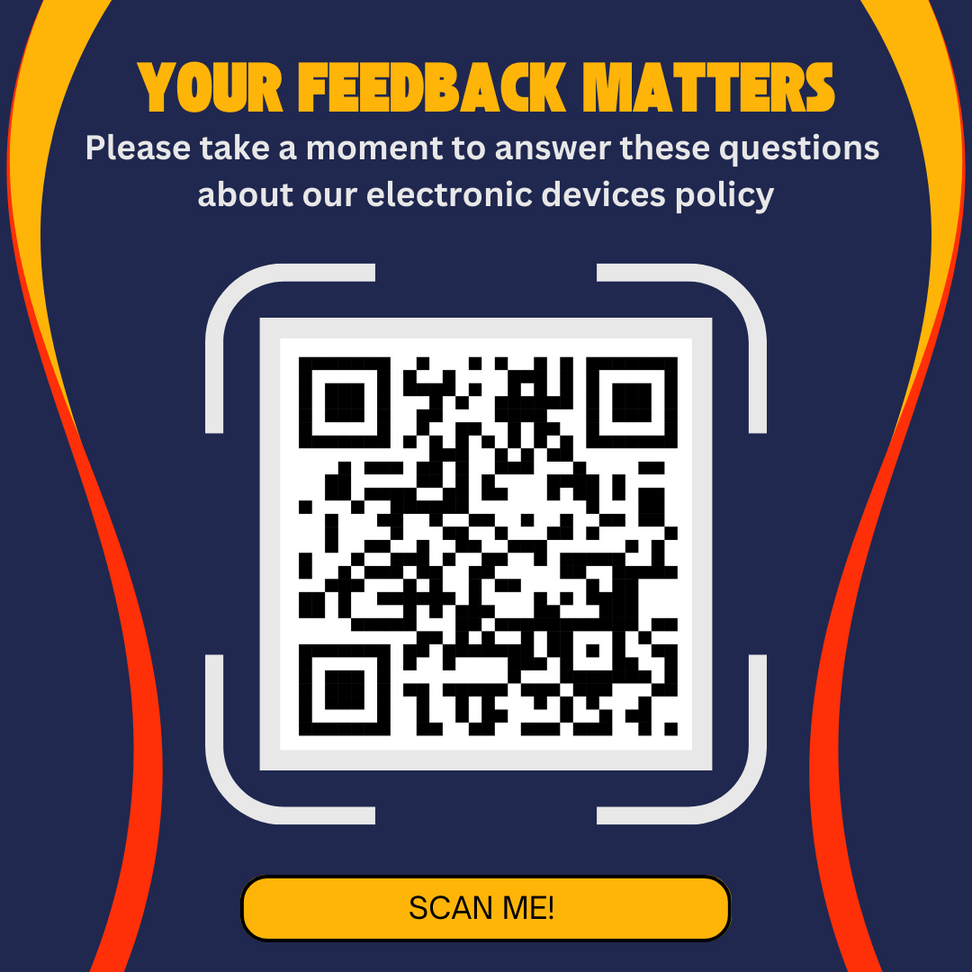 YOUR FEEDBACK MATTERS
Please take a moment to answer these questions
about our electronic devices policy
SCAN ME!